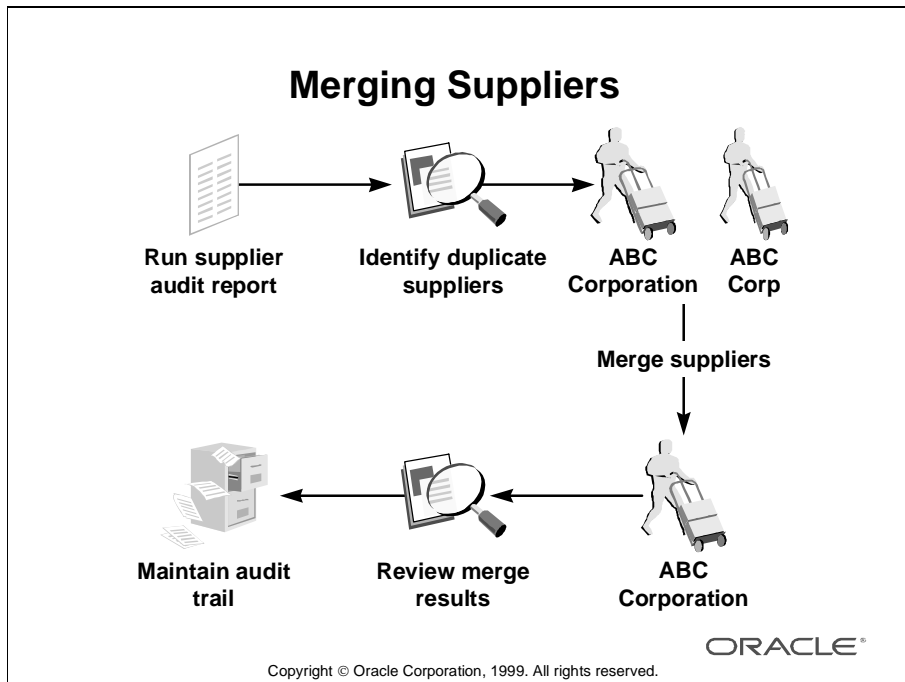 Merging Suppliers
Run supplier
audit report
Identify duplicate
suppliers
ABC
Corporation
ABC
Corp
Merge suppliers
Maintain audit
trail
Review merge
results
ABC
Corporation
ORACLE®
Copyright © Oracle Corporation, 1999. All rights reserved.